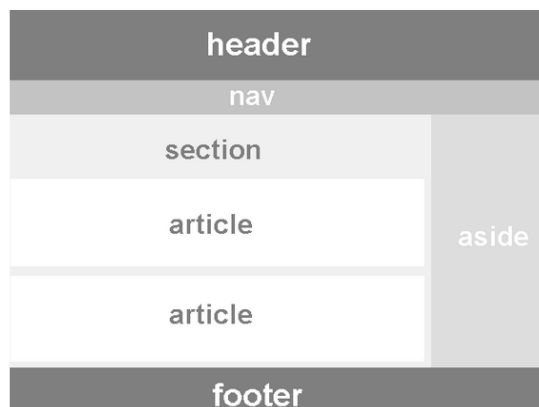 header
nav
section
article
aside
article
footer